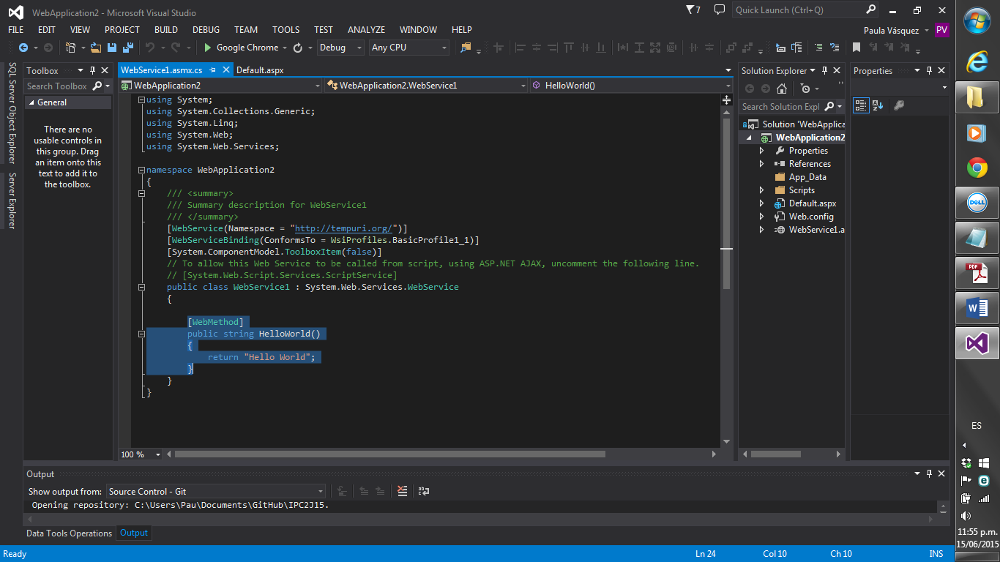 WebApplication2 - Microsoft Visual Studio
7
Quick Launch (Ctrl+Q)
FILE EDIT VIEW PROJECT BUILD DEBUG TEAM TOOLS TEST ANALYZE WINDOW HELP
Paula Vásquez PV
Google Chrome Debug Any CPU
SQL Server Object Explorer
Server Explorer
Toolbox
Search Toolbox
General
There are no
usable controls in
this group. Drag
an item onto this
text to add it to
the toolbox.
WebService1.asmx.cs Default.aspx
WebApplication2 WebApplication2.WebService1 HelloWorld()
using System;
using System.Collections.Generic;
using System.Linq;
using System.Web;
using System.Web.Services;
namespace WebApplication2
{
/// <summary>
/// Summary description for WebService1
/// </summary>
[WebService(Namespace = "http://tempuri.org/")]
[WebServiceBinding(ConformsTo = WsiProfiles.BasicProfile1_1)]
[System.ComponentModel.ToolboxItem(false)]
// To allow this Web Service to be called from script, using ASP.NET AJAX, uncomment the following line.
// [System.Web.Script.Services.ScriptService]
public class WebService1 : System.Web.Services.WebService
{
[WebMethod]
public string HelloWorld()
{
return "Hello World";
}
}
}
100 %
Solution Explorer
Search Solution Expl
Solution 'WebApplica
WebApplication2
Properties
References
App_Data
Scripts
Default.aspx
Web.config
WebService1.a
Properties
Output
Show output from: Source Control - Git
Opening repository: C:\Users\Pau\Documents\GitHub\IPC2J15.
Data Tools Operations Output
Ready Ln 24 Col 10 Ch 10 INS
DELL
PDF
ES
11:55 p.m.
15/06/2015